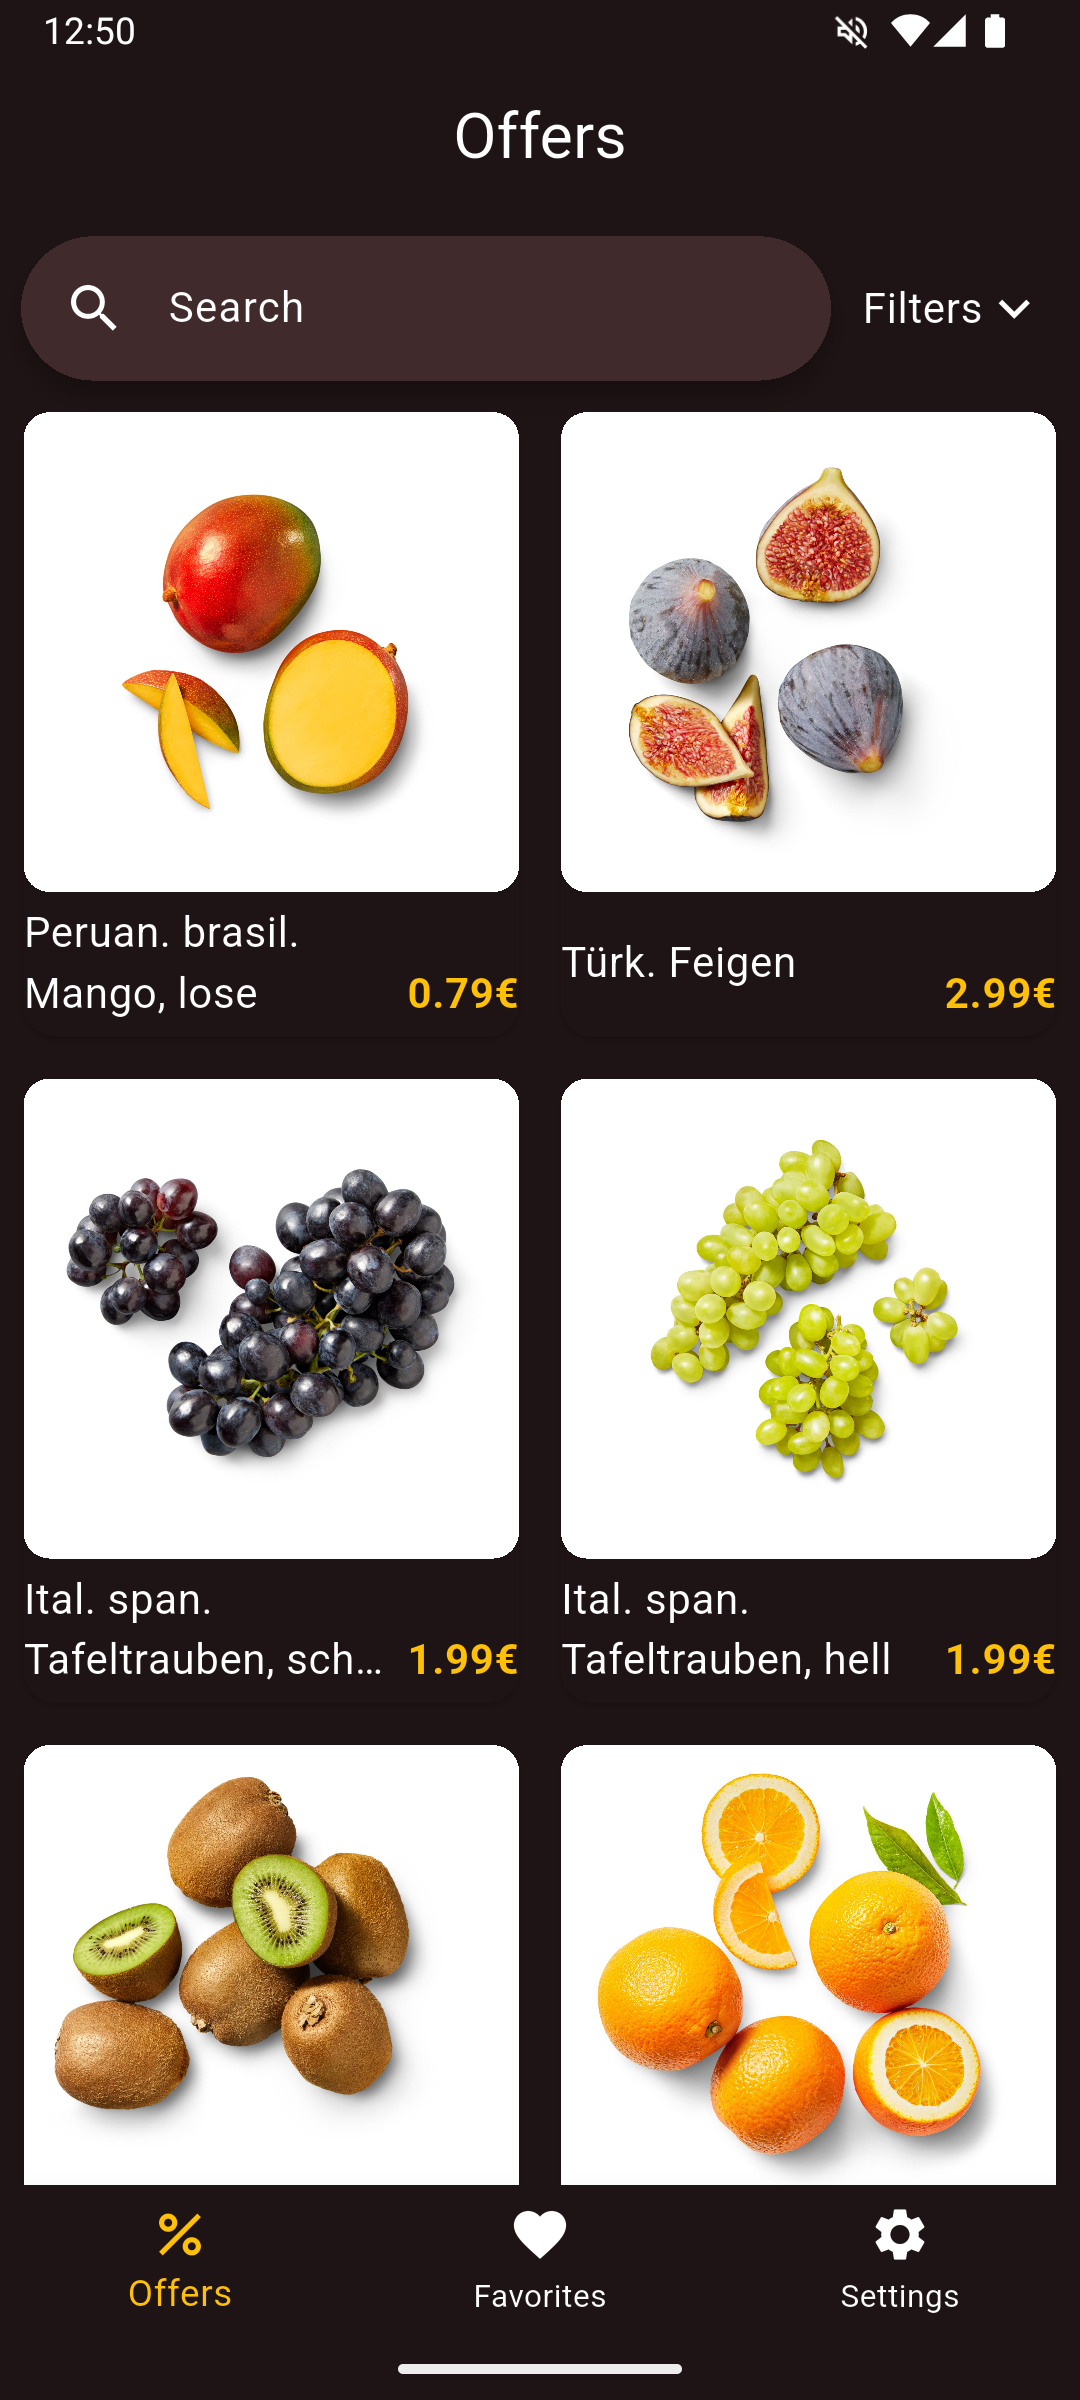 12:50
Offers
Search
Filters
Peruan. brasil.
Mango, lose
0.79€
Türk. Feigen
2.99€
Ital. span.
Tafeltrauben, sch...
1.99€
Ital. span.
Tafeltrauben, hell
1.99€
Offers
Favorites
Settings